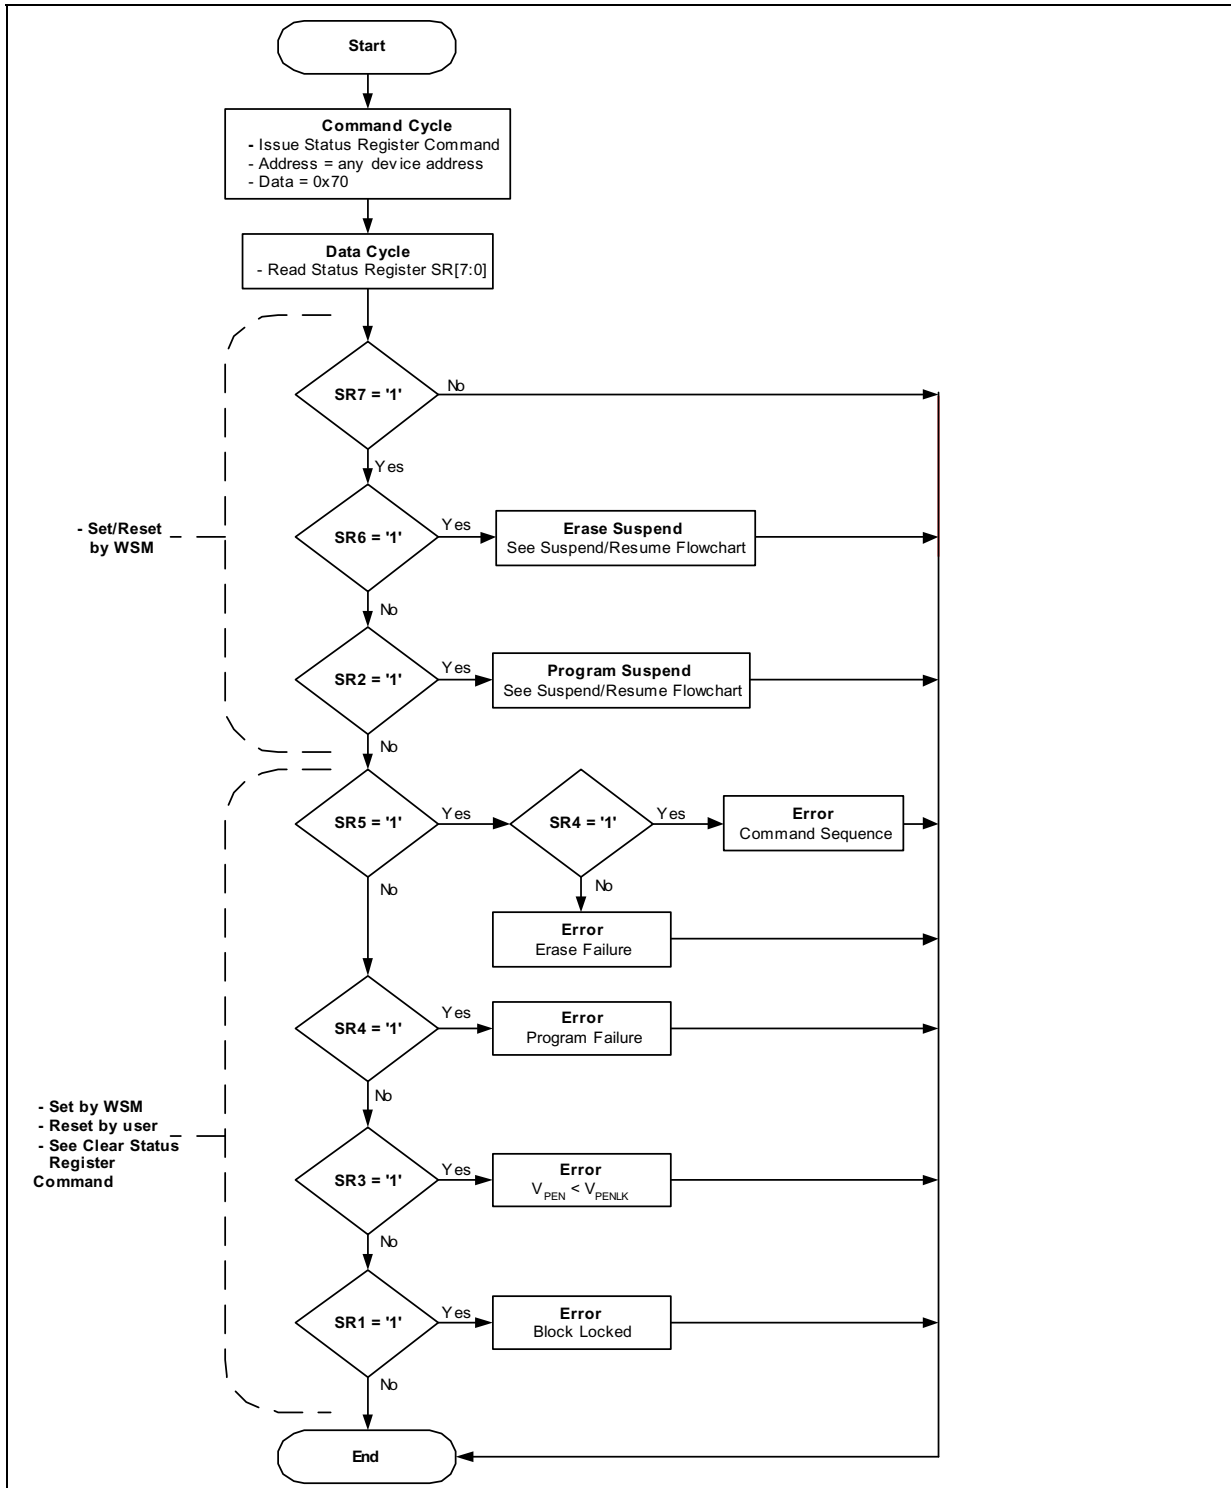 Start
Command Cycle
- Issue Status Register Command
- Address = any device address
- Data = 0x70
Data Cycle
- Read Status Register SR[7:0]
SR7 = '1'
No
Yes
- Set/Reset
by WSM
SR6 = '1'
Yes
Erase Suspend
See Suspend/Resume Flowchart
No
SR2 = '1'
Yes
Program Suspend
See Suspend/Resume Flowchart
No
SR5 = '1'
Yes
SR4 = '1'
Yes
Error
Command Sequence
No
No
Error
Erase Failure
SR4 = '1'
Yes
Error
Program Failure
No
- Set by WSM
- Reset by user
- See Clear Status
Register
Command
SR3 = '1'
Yes
Error
VPEN < VPENLK
No
SR1 = '1'
Yes
Error
Block Locked
No
End